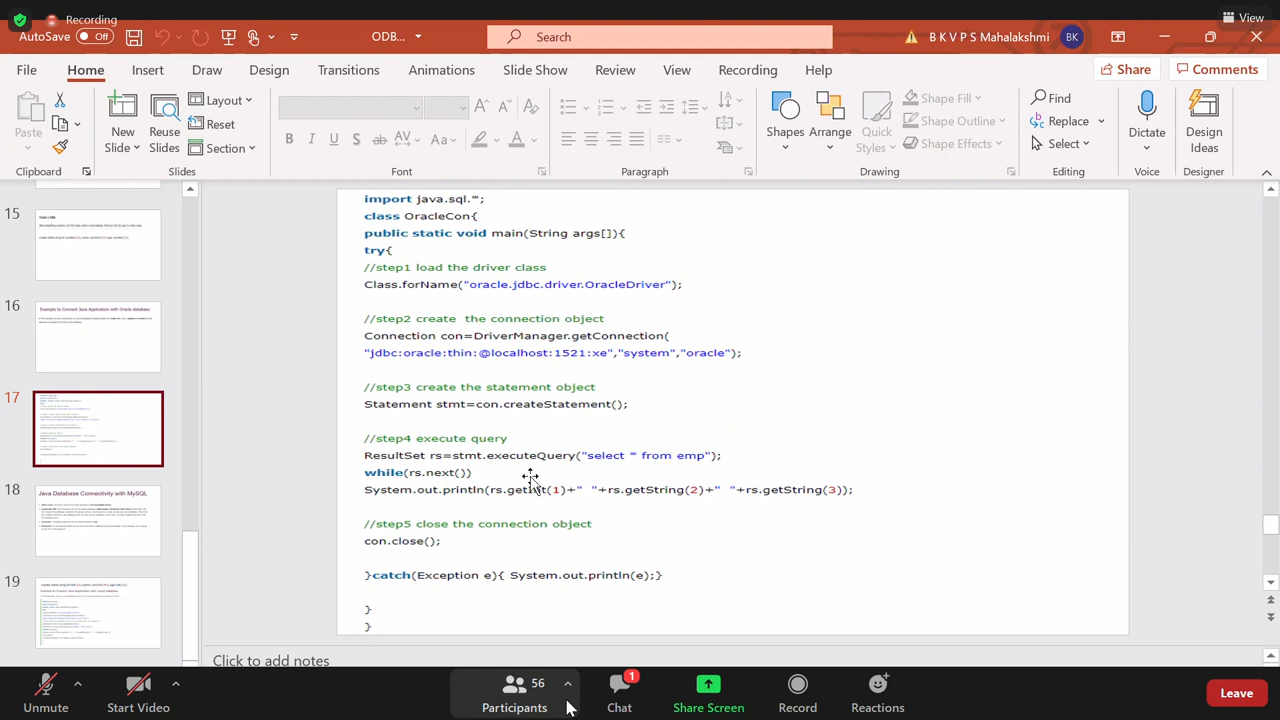 Recording
View
AutoSave Off ODB... Search B K V P S Mahalakshmi BK
File Home Insert Draw Design Transitions Animations Slide Show Review View Recording Help Share Comments
Paste New Slide Reuse Slides Layout Reset Section
B I U S ab AV Aa A
Shapes Arrange Quick Styles Shape Fill Shape Outline Shape Effects
Find Replace Select Dictate Design Ideas
Clipboard Slides Font Paragraph Drawing Editing Voice Designer
15
16
Example to Connect Java Application with Oracle database
17
18
Java Database Connectivity with MySQL
19
import java.sql.*;
class OracleCon{
public static void main(String args[]){
try{
//step1 load the driver class
Class.forName("oracle.jdbc.driver.OracleDriver");
//step2 create  the connection object
Connection con=DriverManager.getConnection(
"jdbc:oracle:thin:@localhost:1521:xe","system","oracle");
//step3 create the statement object
Statement stmt=con.createStatement();
//step4 execute query
ResultSet rs=stmt.executeQuery("select * from emp");
while(rs.next())
System.out.println(rs.getInt(1)+"  "+rs.getString(2)+"  "+rs.getString(3));
//step5 close the connection object
con.close();
}catch(Exception e){ System.out.println(e);}
}
}
Click to add notes
56 1
Unmute Start Video Participants Chat Share Screen Record Reactions Leave